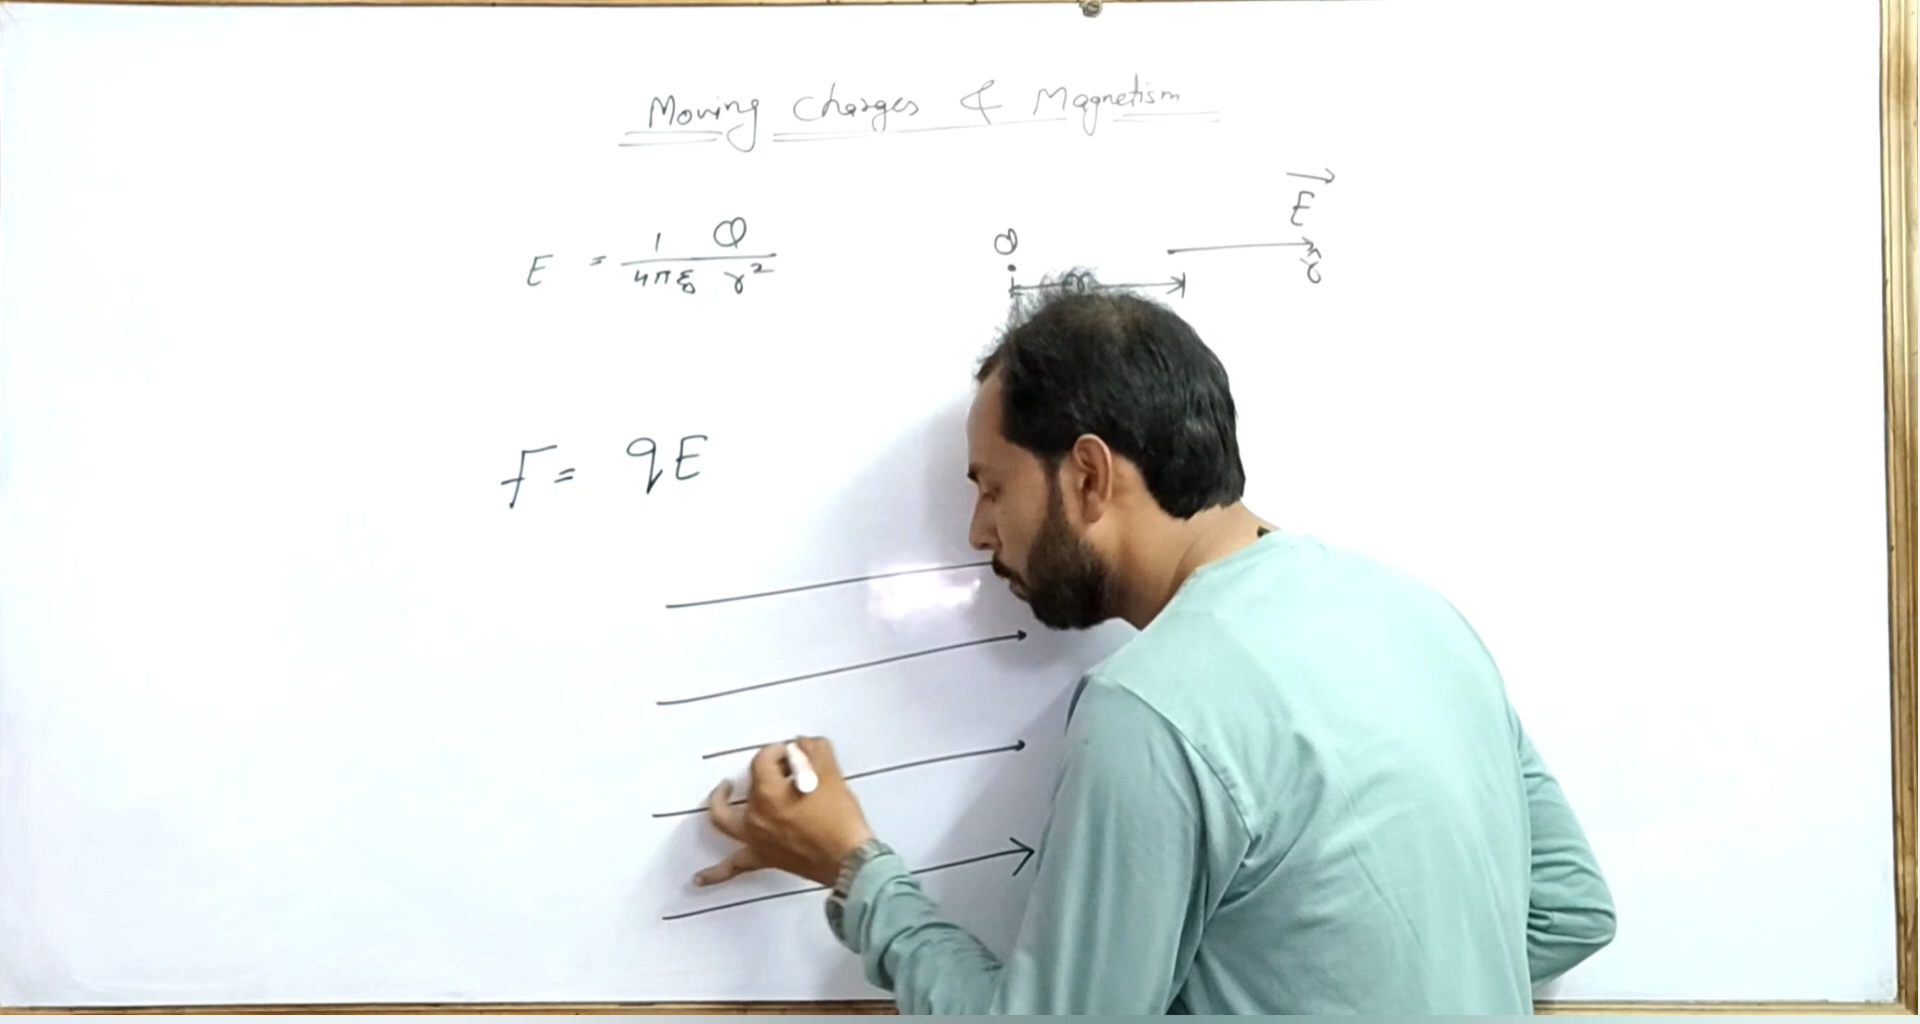 Moving Charges & Magnetism
E = 1/4πε₀ Q/r²
Q
r
E⃗
r̂
F = qE